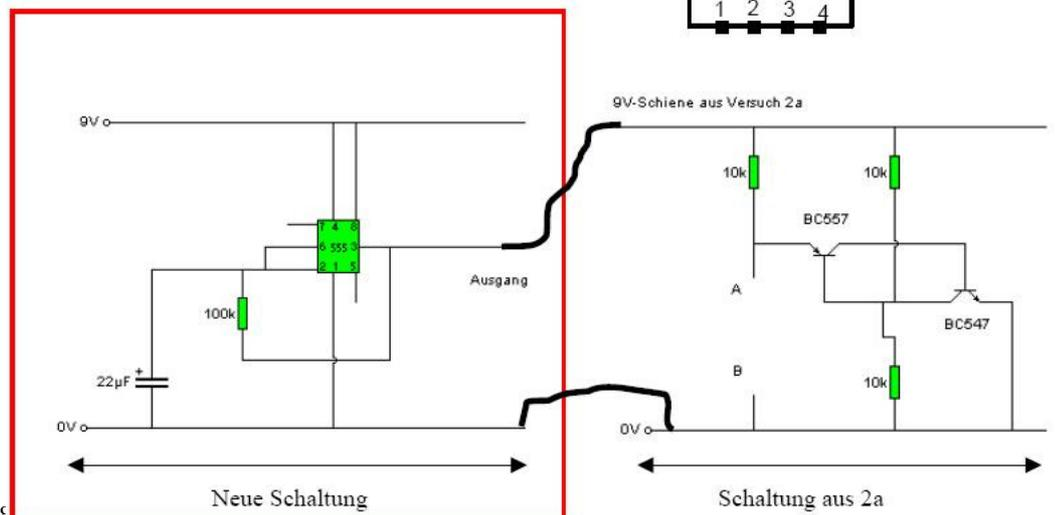 1 2 3 4
9V-Schiene aus Versuch 2a
9V
10k
10k
BC557
7 4 8
6 555 3
2 1 5
Ausgang
A
100k
BC547
22µF +
B
10k
0V
0V
Neue Schaltung
Schaltung aus 2a